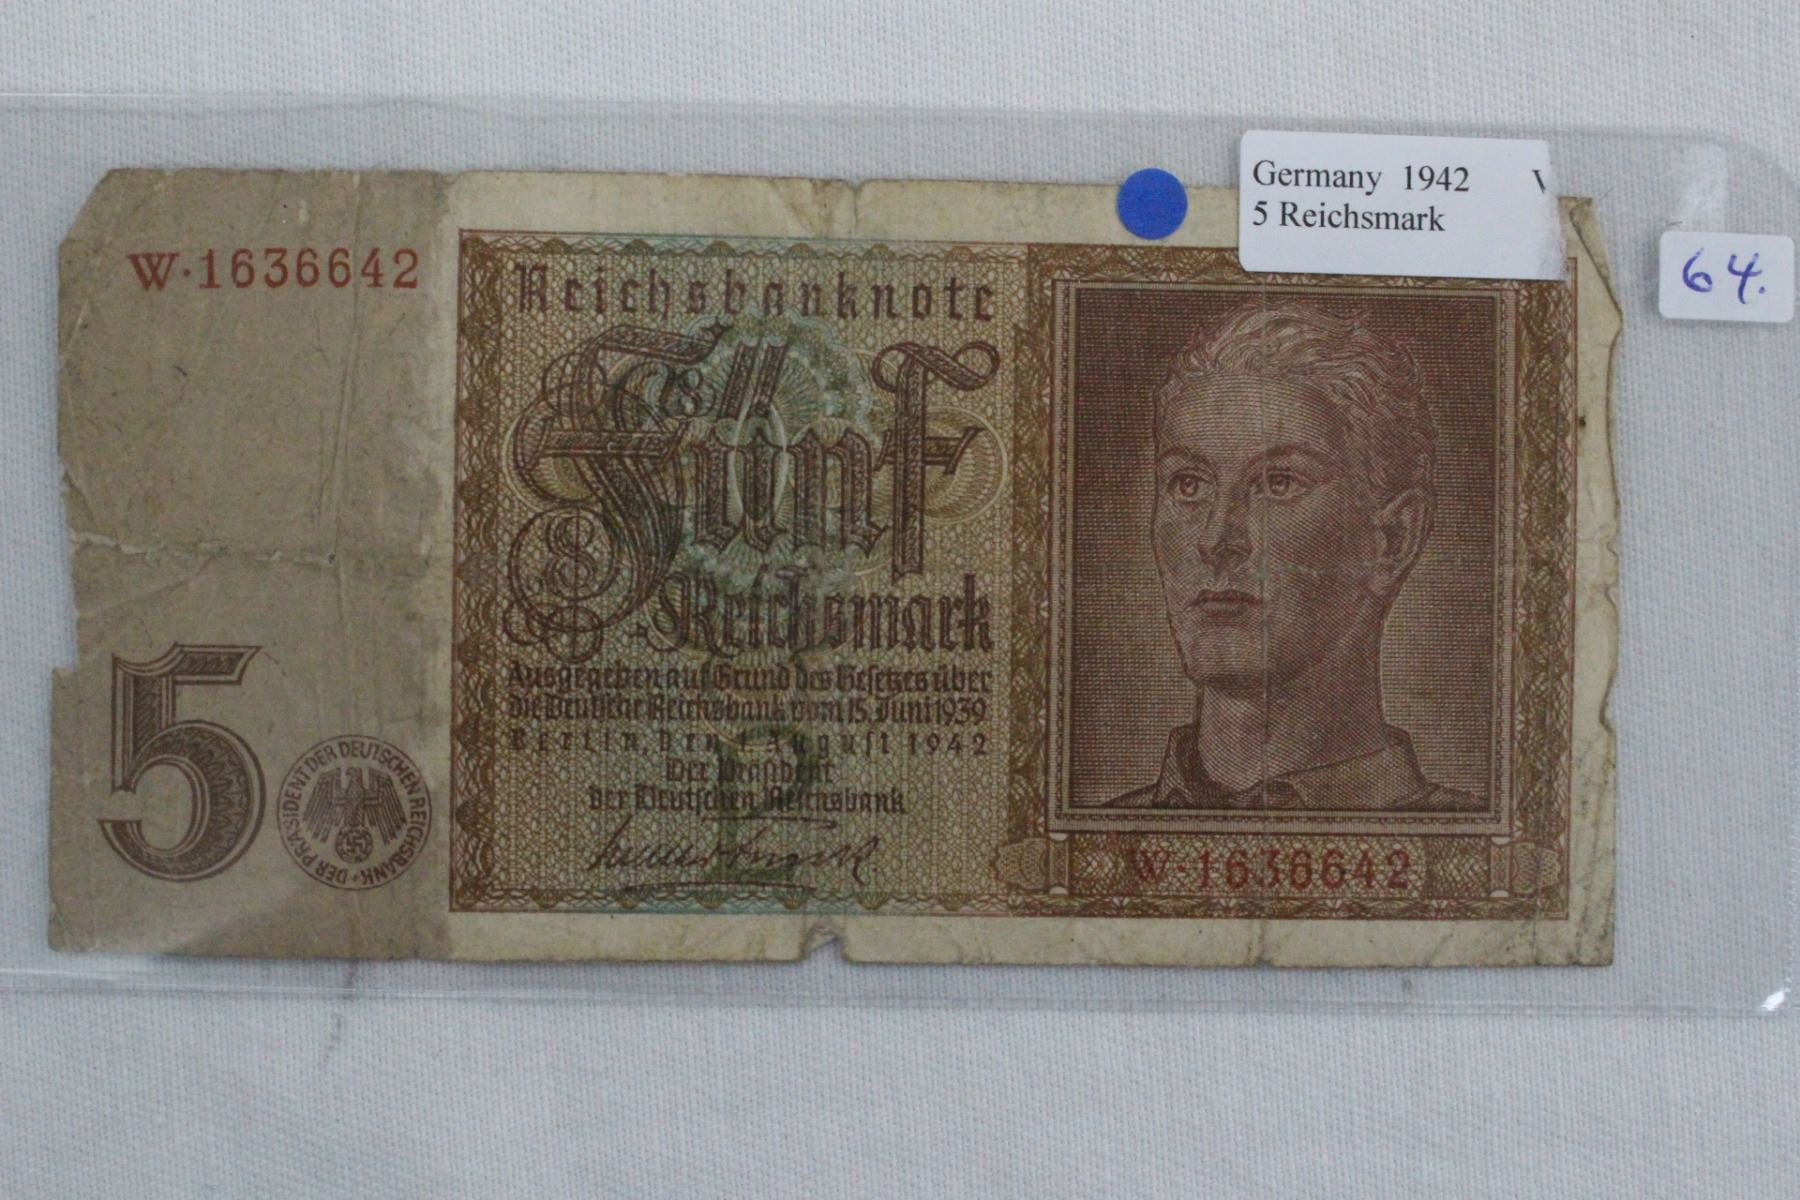 Germany 1942
5 Reichsmark
64.
W·1636642
Reichsbanknote
Fünf
Reichsmark
Ausgegeben auf Grund des Gesetzes über
die Deutsche Reichsbank vom 15. Juni 1939
Berlin, den 1. August 1942
Der Präsident
der Deutschen Reichsbank
5
DER PRÄSIDENT DER DEUTSCHEN REICHSBANK
W·1636642